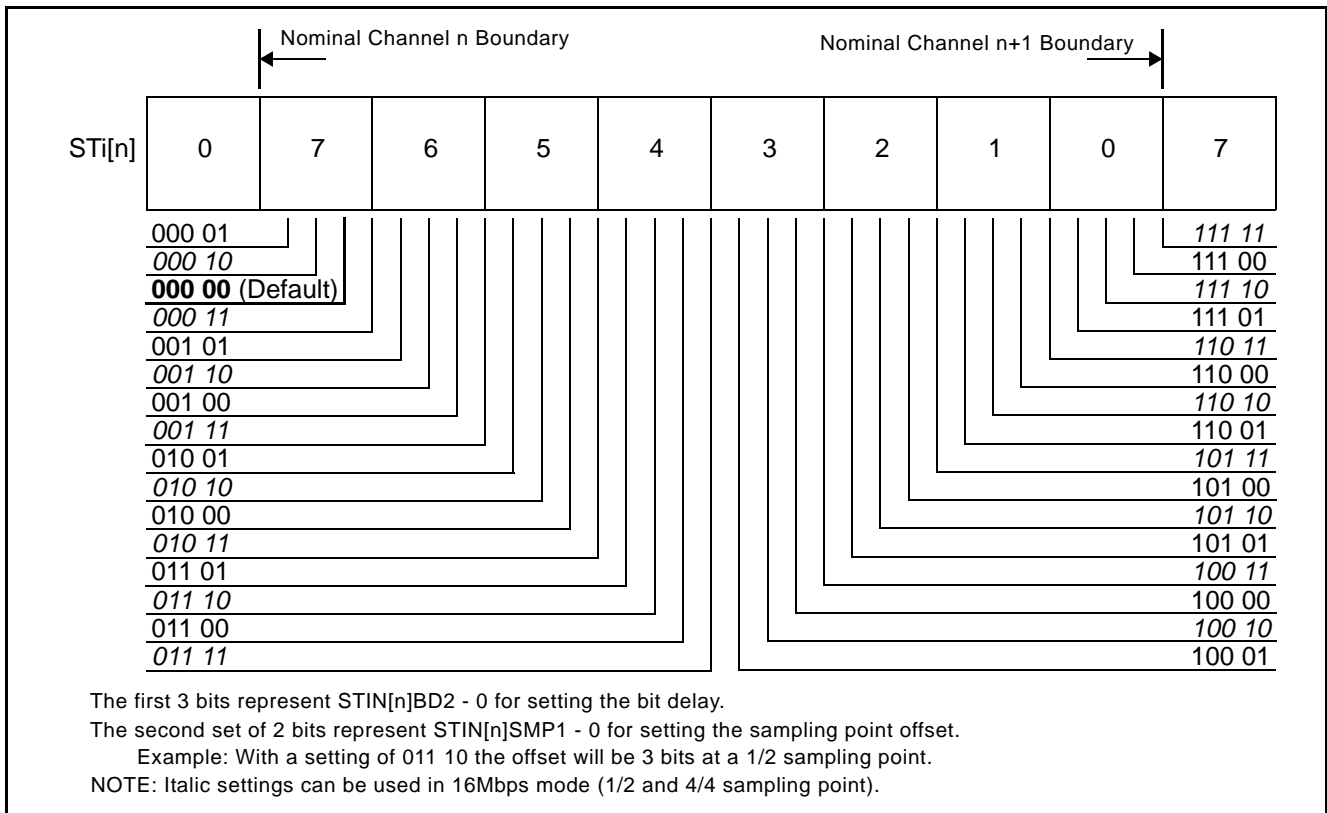 Nominal Channel n Boundary
Nominal Channel n+1 Boundary
STi[n] 0 7 6 5 4 3 2 1 0 7
000 01 111 11
000 10 111 00
000 00 (Default) 111 10
000 11 111 01
001 01 110 11
001 10 110 00
001 00 110 10
001 11 110 01
010 01 101 11
010 10 101 00
010 00 101 10
010 11 101 01
011 01 100 11
011 10 100 00
011 00 100 10
011 11 100 01
The first 3 bits represent STIN[n]BD2 - 0 for setting the bit delay.
The second set of 2 bits represent STIN[n]SMP1 - 0 for setting the sampling point offset.
Example: With a setting of 011 10 the offset will be 3 bits at a 1/2 sampling point.
NOTE: Italic settings can be used in 16Mbps mode (1/2 and 4/4 sampling point).